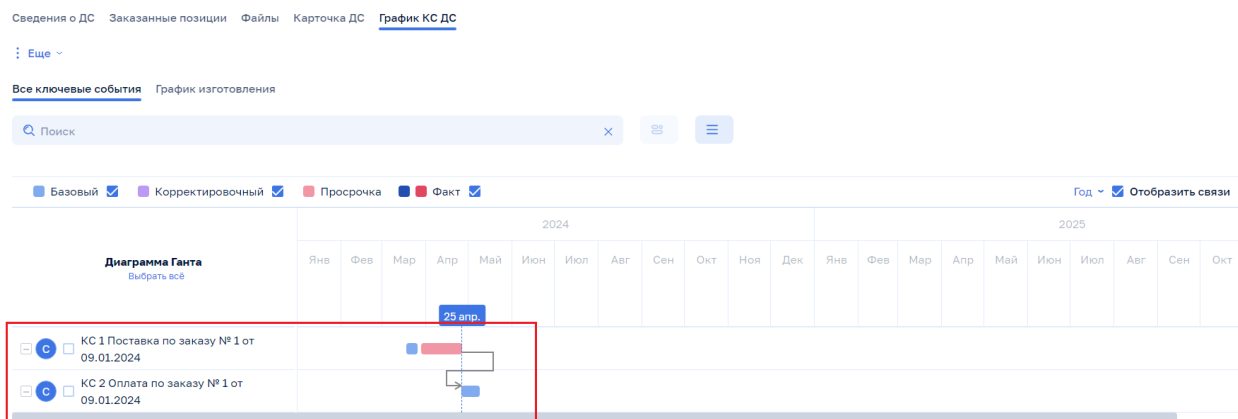 Сведения о ДС Заказанные позиции Файлы Карточка ДС График КС ДС
Еще
Все ключевые события График изготовления
Поиск
Базовый Корректировочный Просрочка Факт Год Отобразить связи
2024 2025
Диаграмма Ганта
Выбрать всё
Янв Фев Мар Апр Май Июн Июл Авг Сен Окт Ноя Дек Янв Фев Мар Апр Май Июн Июл Авг Сен Окт
25 апр.
С КС 1 Поставка по заказу № 1 от
09.01.2024
С КС 2 Оплата по заказу № 1 от
09.01.2024